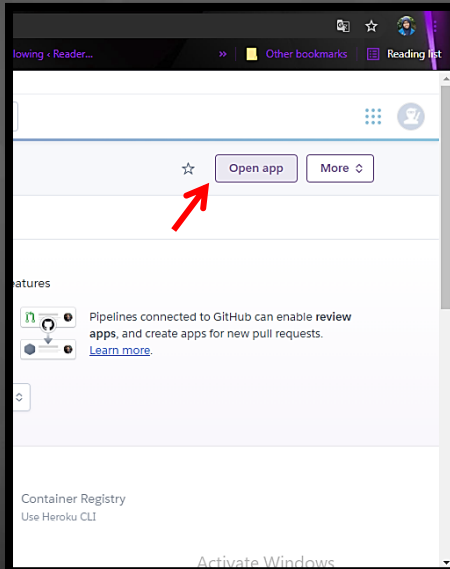 lowing ‹ Reader...
»
Other bookmarks
Reading list
Open app
More
eatures
Pipelines connected to GitHub can enable review
apps, and create apps for new pull requests.
Learn more.
Container Registry
Use Heroku CLI
Activate Windows